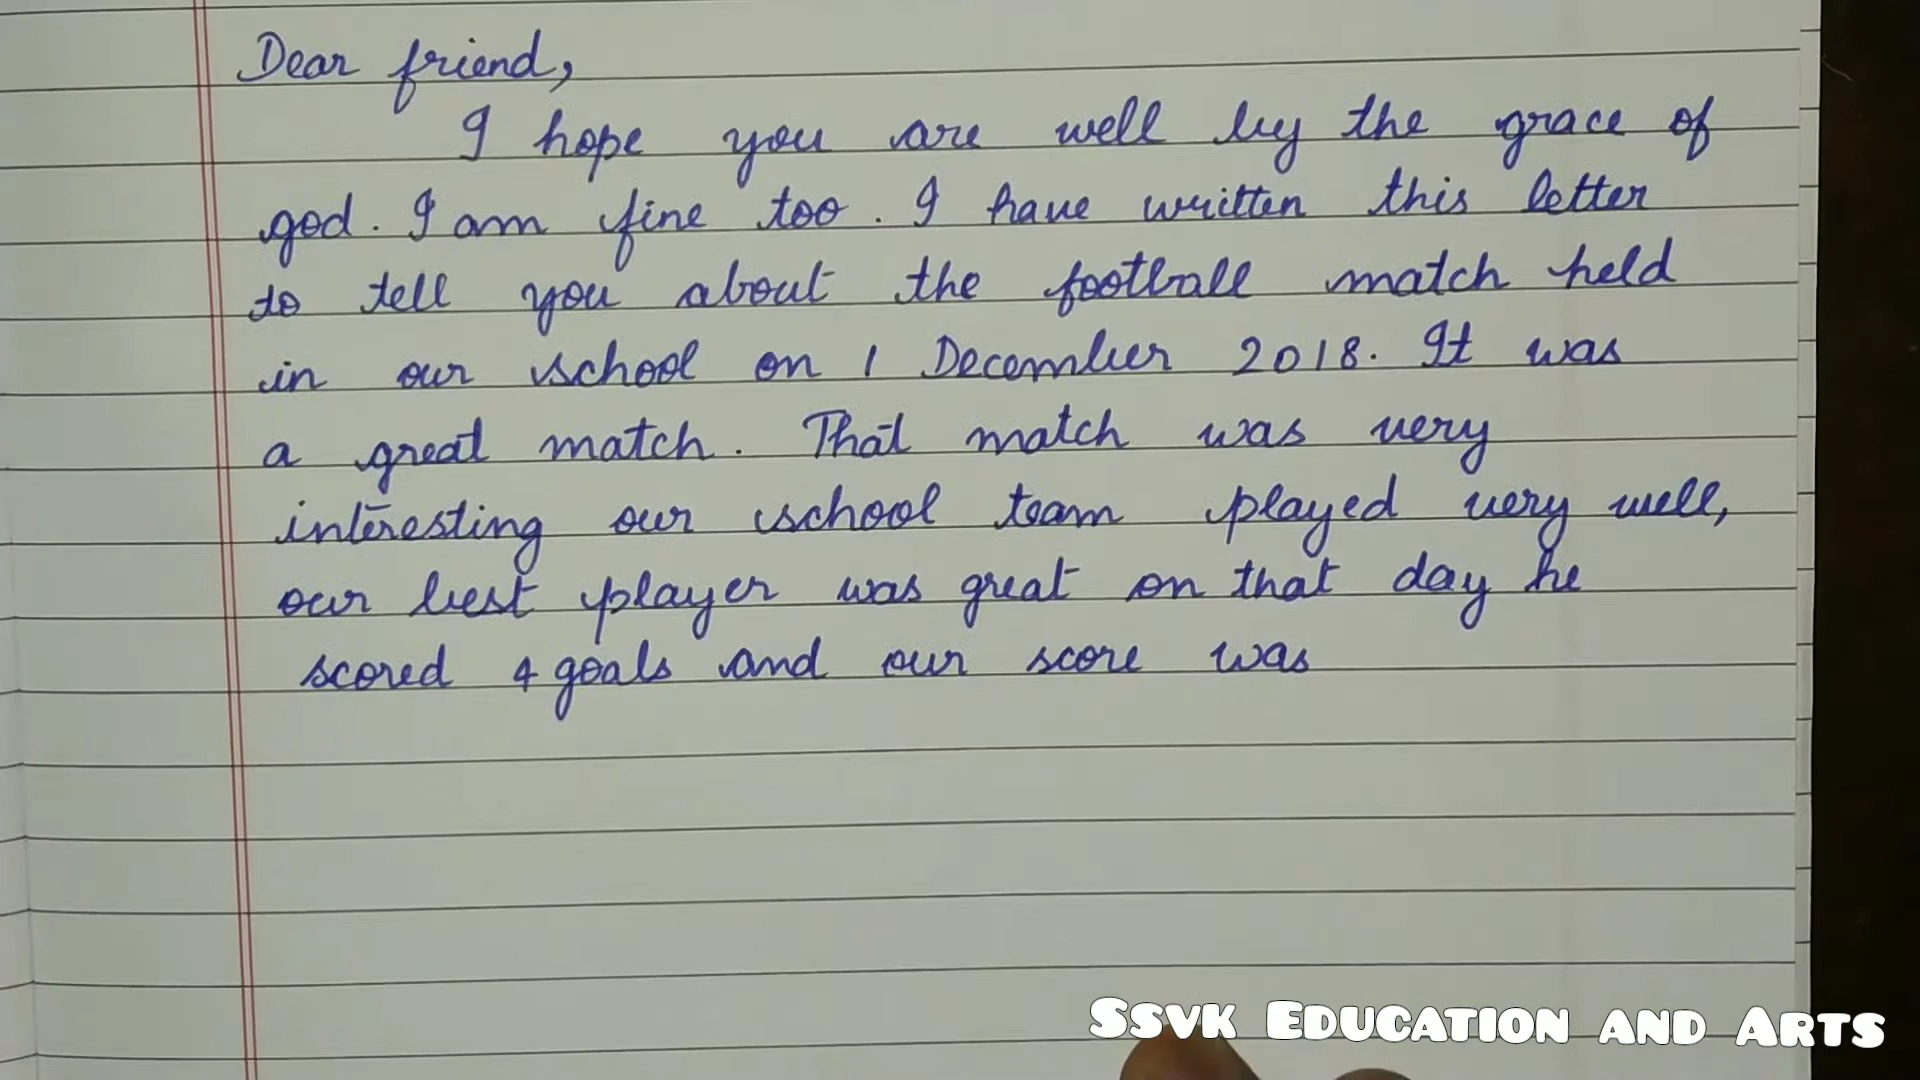 Dear friend,
I hope you are well by the grace of
god. I am fine too. I have written this letter
to tell you about the football match held
in our school on 1 December 2018. It was
a great match. That match was very
interesting our school team played very well,
our best player was great on that day he
scored 4 goals and our score was
SSVK EDUCATION AND ARTS